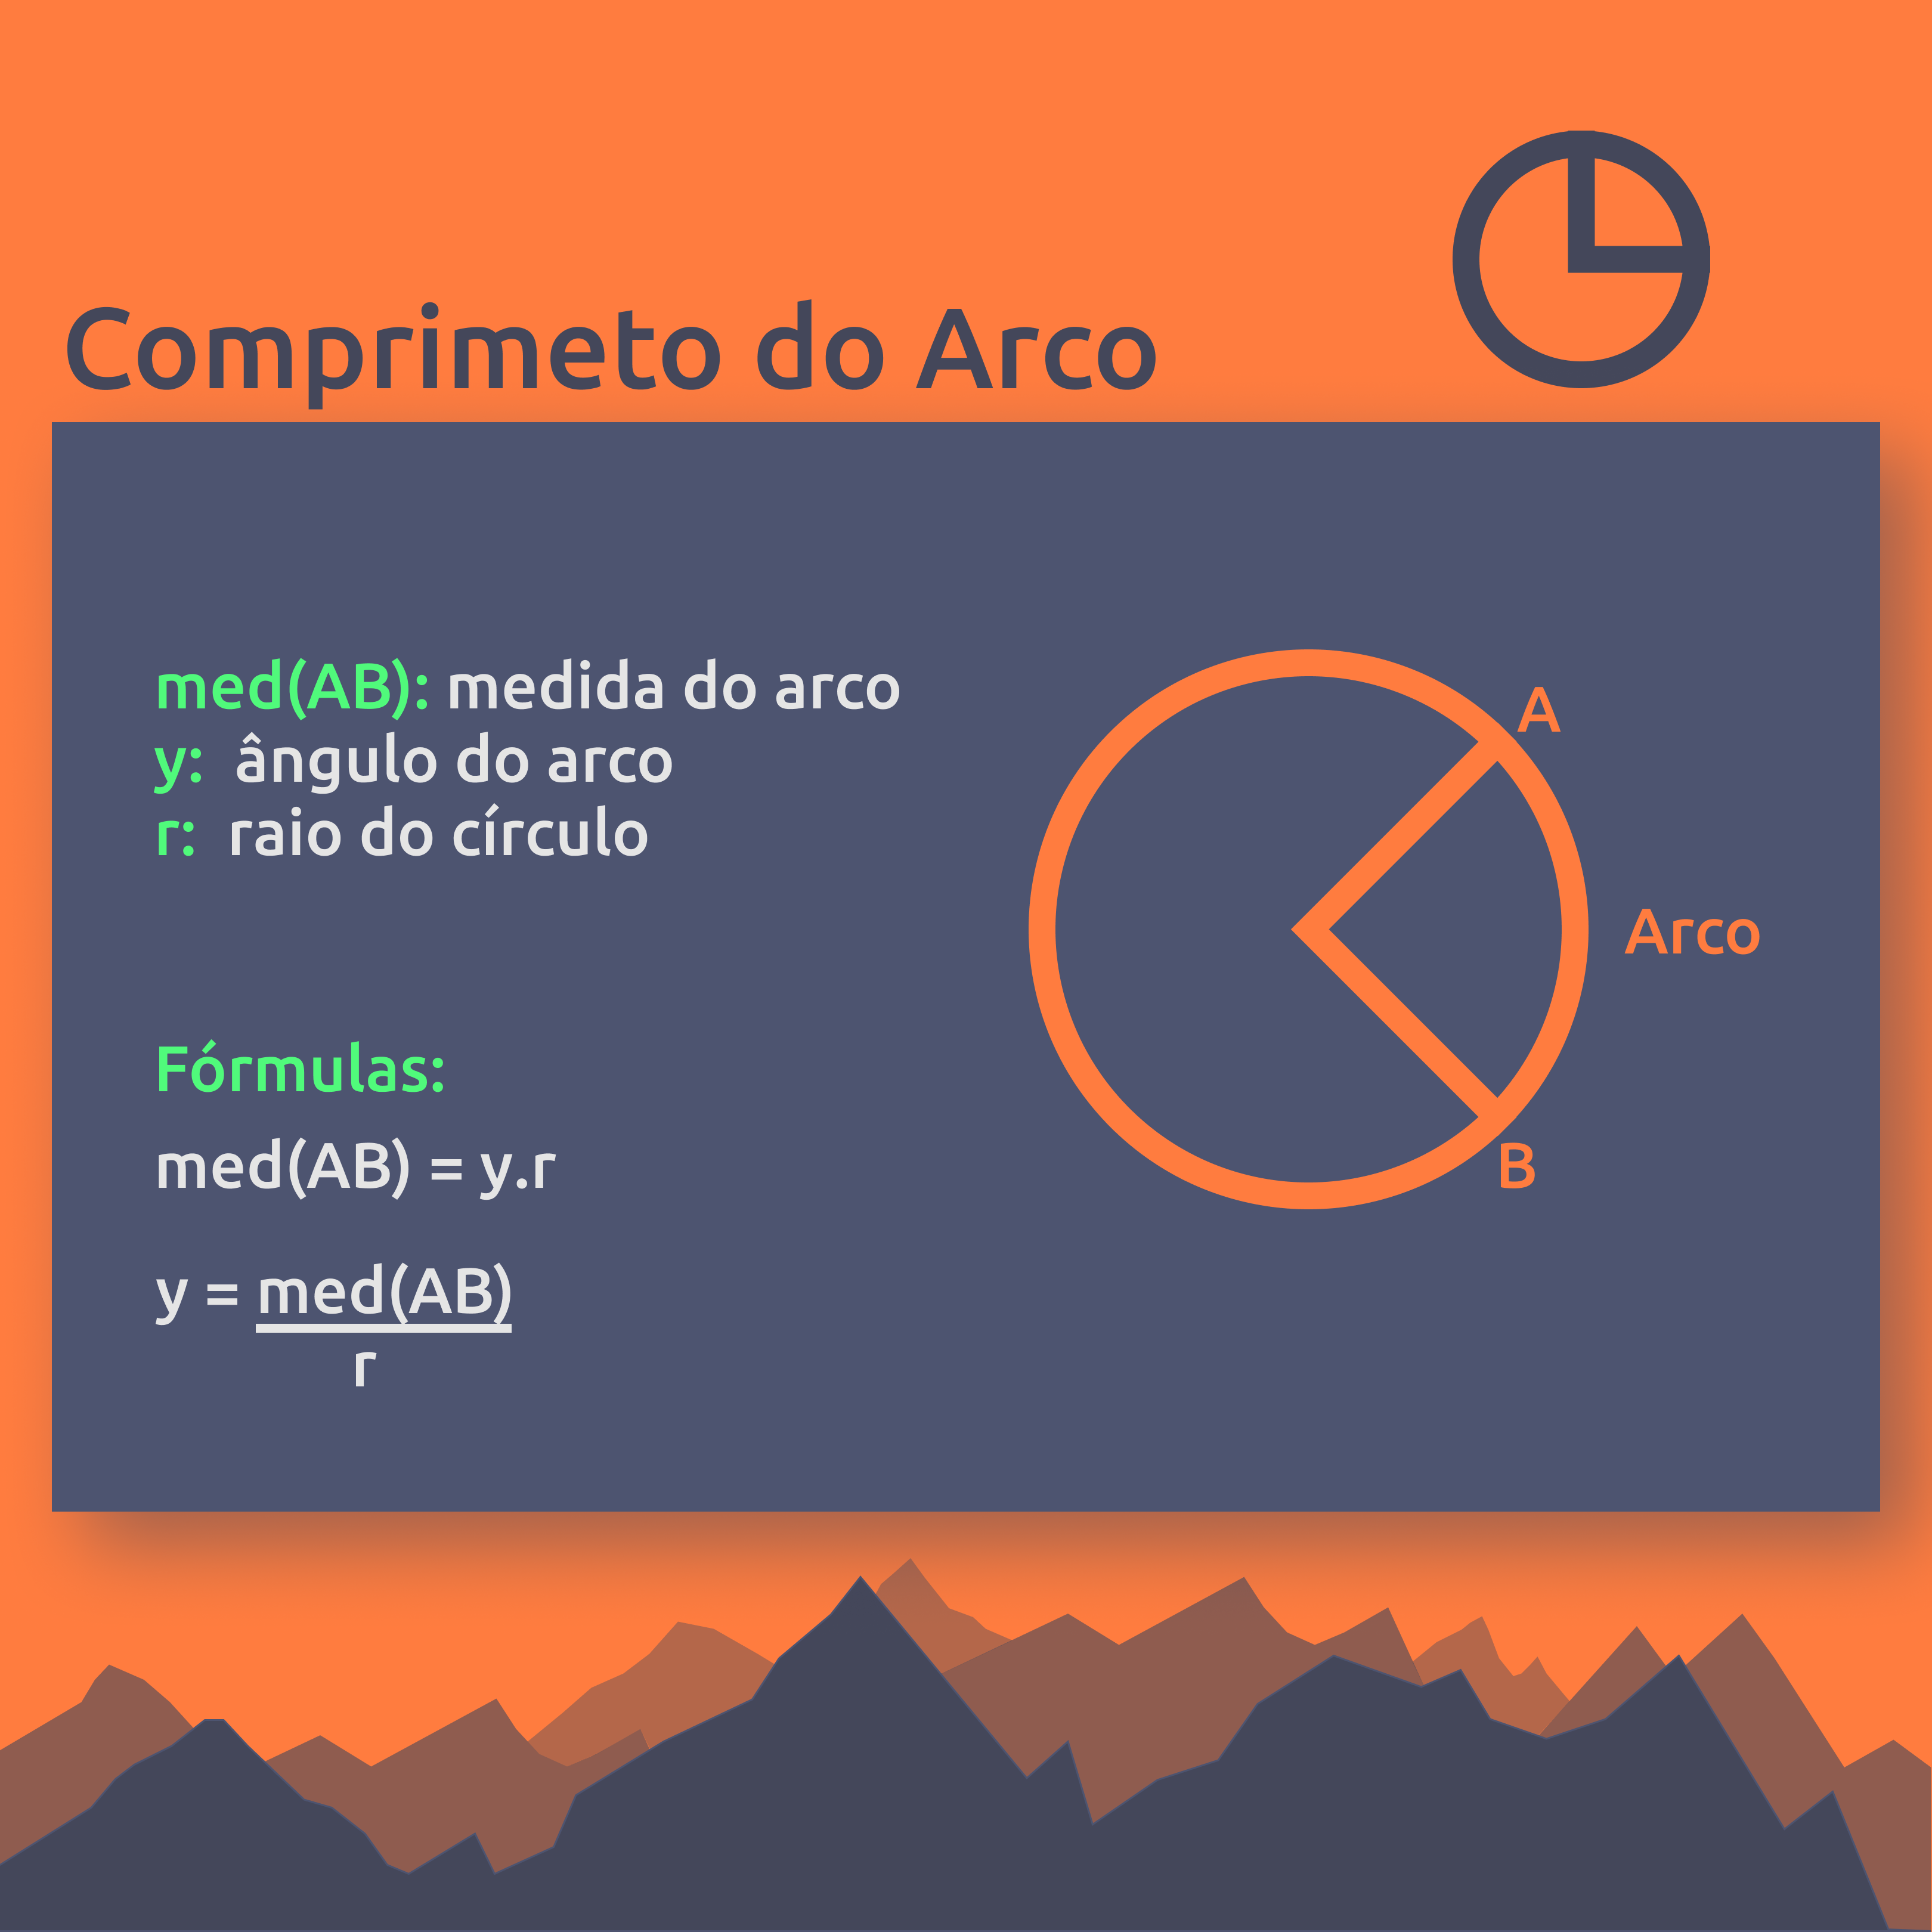 Comprimeto do Arco
med(AB): medida do arco
y: ângulo do arco
r: raio do círculo
A
Arco
B
Fórmulas:
med(AB) = y.r
y = med(AB)
r